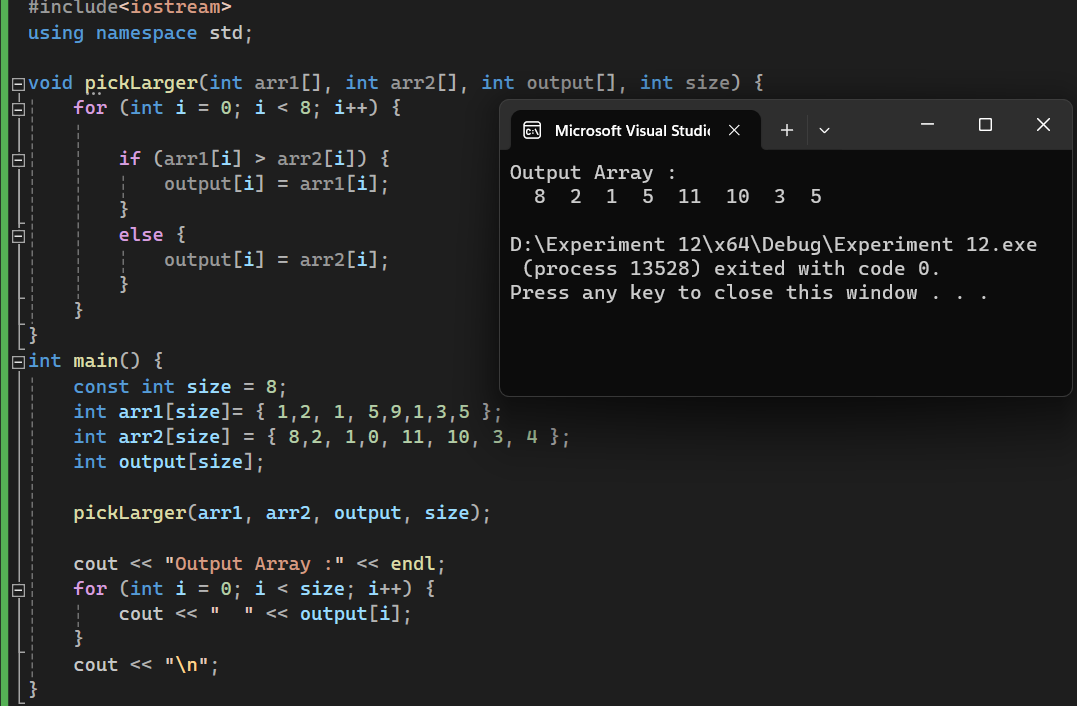 #include<iostream>
using namespace std;
void pickLarger(int arr1[], int arr2[], int output[], int size) {
for (int i = 0; i < 8; i++) {
if (arr1[i] > arr2[i]) {
output[i] = arr1[i];
}
else {
output[i] = arr2[i];
}
}
}
int main() {
const int size = 8;
int arr1[size]= { 1,2, 1, 5,9,1,3,5 };
int arr2[size] = { 8,2, 1,0, 11, 10, 3, 4 };
int output[size];
pickLarger(arr1, arr2, output, size);
cout << "Output Array :" << endl;
for (int i = 0; i < size; i++) {
cout << "  " << output[i];
}
cout << "\n";
}
Microsoft Visual Studi
Output Array :
8  2  1  5  11  10  3  5
D:\Experiment 12\x64\Debug\Experiment 12.exe
(process 13528) exited with code 0.
Press any key to close this window . . .